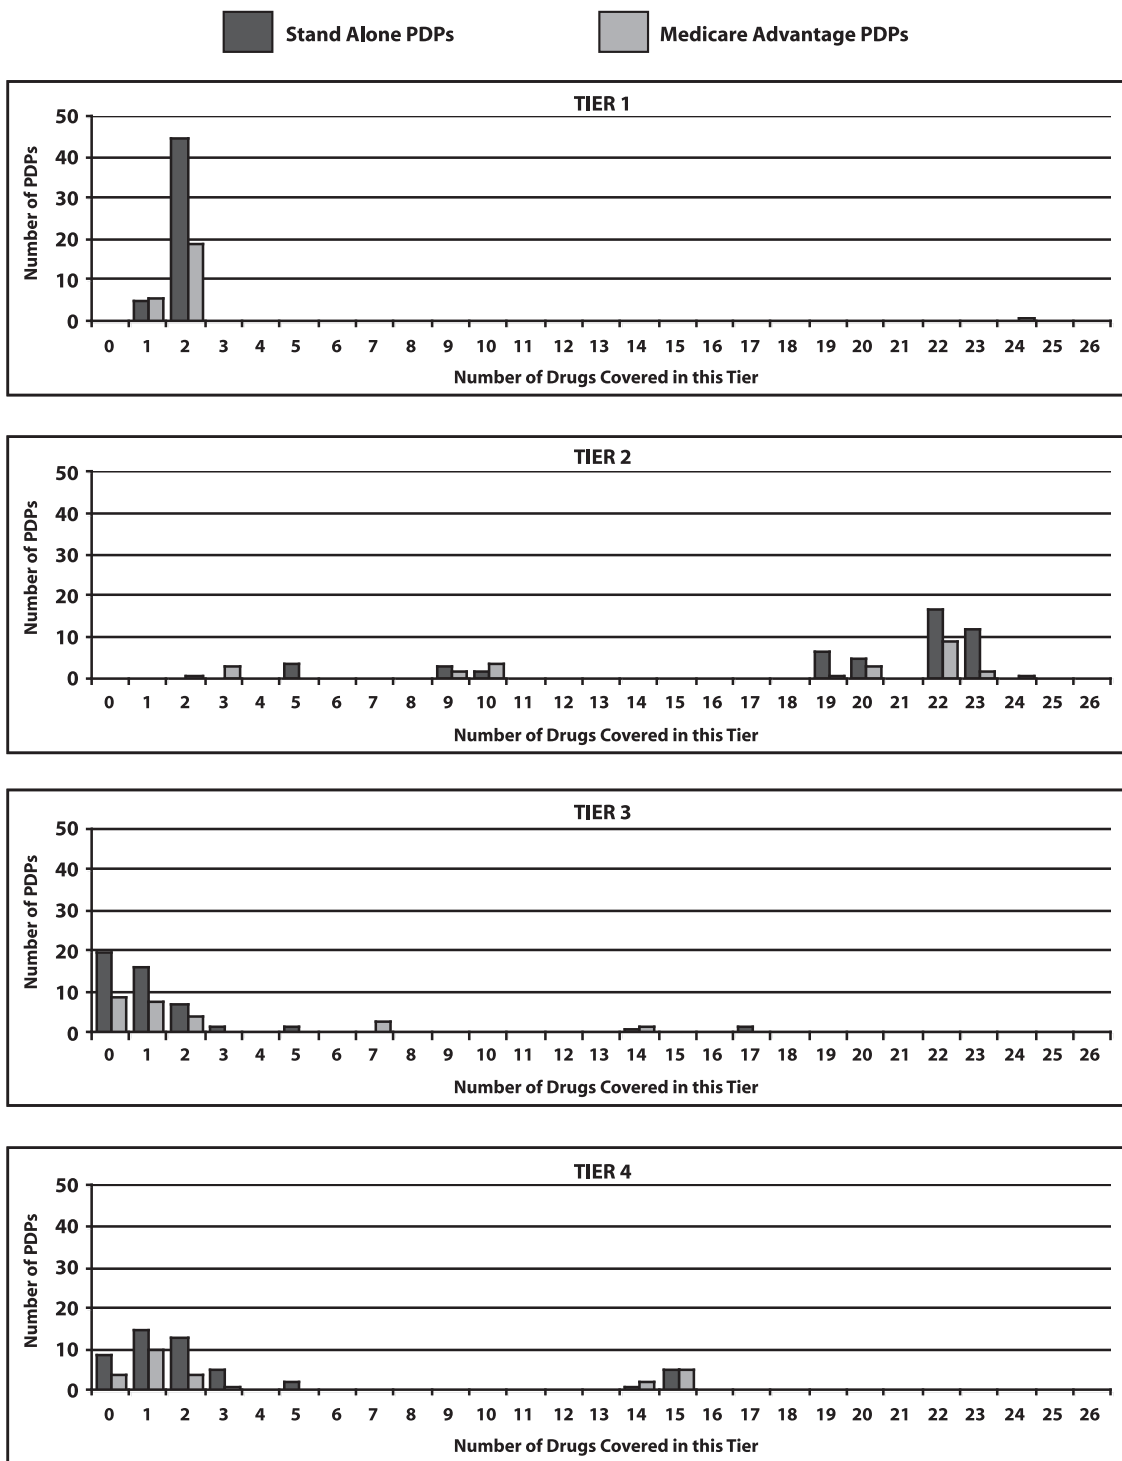 Stand Alone PDPs Medicare Advantage PDPs
TIER 1
Number of PDPs
50
40
30
20
10
0
0 1 2 3 4 5 6 7 8 9 10 11 12 13 14 15 16 17 18 19 20 21 22 23 24 25 26
Number of Drugs Covered in this Tier
TIER 2
Number of PDPs
50
40
30
20
10
0
0 1 2 3 4 5 6 7 8 9 10 11 12 13 14 15 16 17 18 19 20 21 22 23 24 25 26
Number of Drugs Covered in this Tier
TIER 3
Number of PDPs
50
40
30
20
10
0
0 1 2 3 4 5 6 7 8 9 10 11 12 13 14 15 16 17 18 19 20 21 22 23 24 25 26
Number of Drugs Covered in this Tier
TIER 4
Number of PDPs
50
40
30
20
10
0
0 1 2 3 4 5 6 7 8 9 10 11 12 13 14 15 16 17 18 19 20 21 22 23 24 25 26
Number of Drugs Covered in this Tier